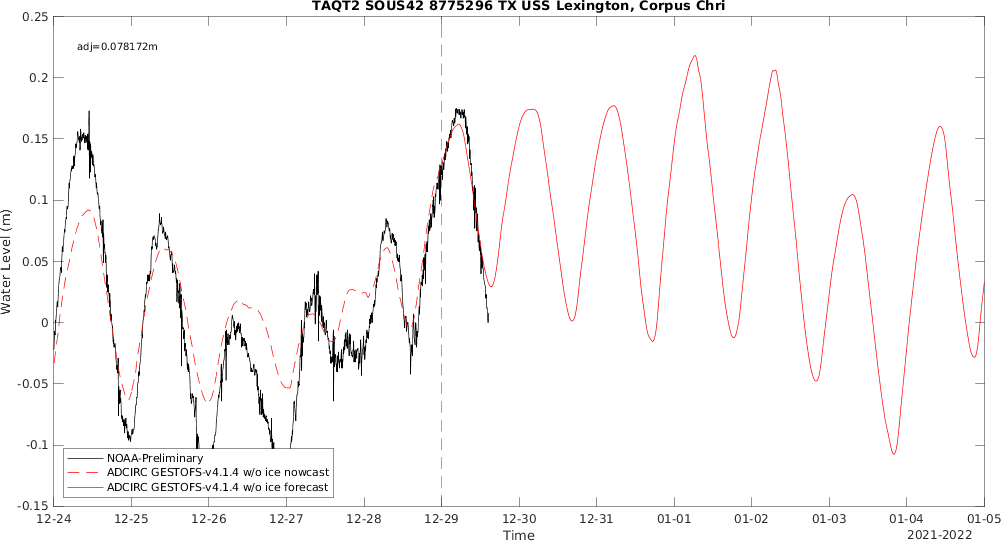 TAQT2 SOUS42 8775296 TX USS Lexington, Corpus Chri
adj=0.078172m
0.25
0.2
0.15
0.1
0.05
0
-0.05
-0.1
-0.15
Water Level (m)
NOAA-Preliminary
ADCIRC GESTOFS-v4.1.4 w/o ice nowcast
ADCIRC GESTOFS-v4.1.4 w/o ice forecast
12-24 12-25 12-26 12-27 12-28 12-29 12-30 12-31 01-01 01-02 01-03 01-04 01-05
Time
2021-2022